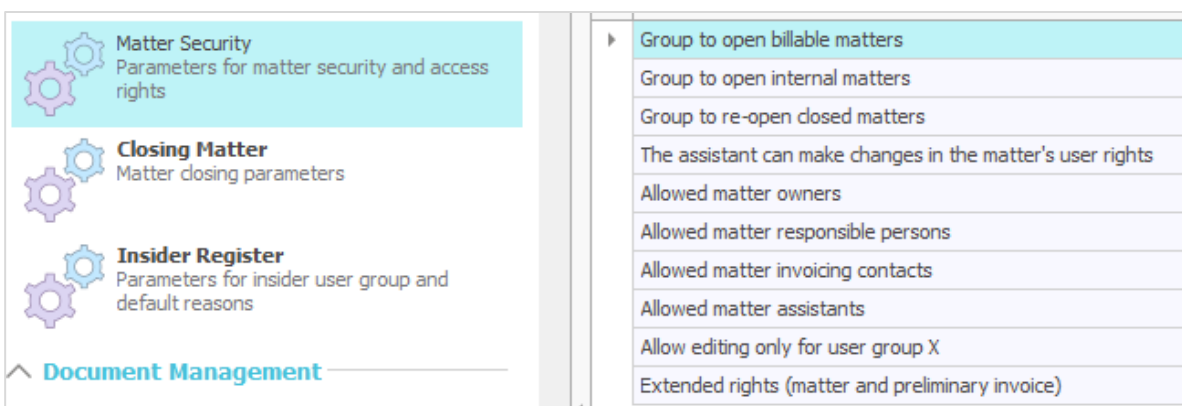 Matter Security
Parameters for matter security and access
rights
Closing Matter
Matter closing parameters
Insider Register
Parameters for insider user group and
default reasons
Document Management
Group to open billable matters
Group to open internal matters
Group to re-open closed matters
The assistant can make changes in the matter's user rights
Allowed matter owners
Allowed matter responsible persons
Allowed matter invoicing contacts
Allowed matter assistants
Allow editing only for user group X
Extended rights (matter and preliminary invoice)